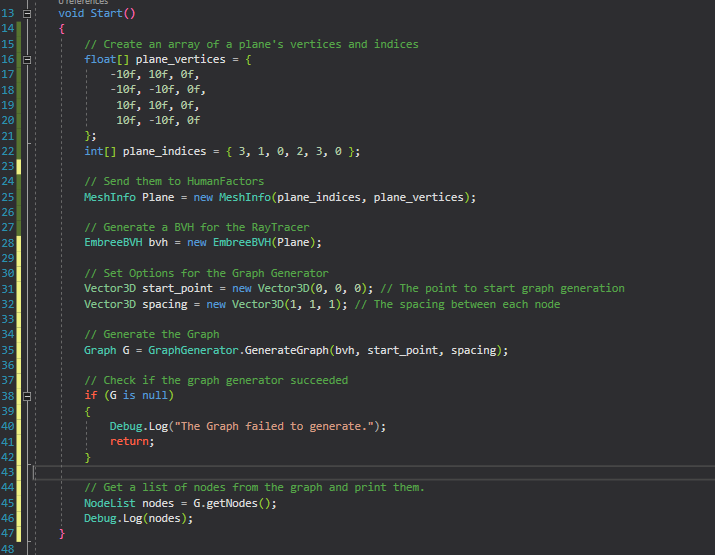 0 references
13 void Start()
14 {
15 // Create an array of a plane's vertices and indices
16 float[] plane_vertices = {
17 -10f, 10f, 0f,
18 -10f, -10f, 0f,
19 10f, 10f, 0f,
20 10f, -10f, 0f
21 };
22 int[] plane_indices = { 3, 1, 0, 2, 3, 0 };
23
24 // Send them to HumanFactors
25 MeshInfo Plane = new MeshInfo(plane_indices, plane_vertices);
26
27 // Generate a BVH for the RayTracer
28 EmbreeBVH bvh = new EmbreeBVH(Plane);
29
30 // Set Options for the Graph Generator
31 Vector3D start_point = new Vector3D(0, 0, 0); // The point to start graph generation
32 Vector3D spacing = new Vector3D(1, 1, 1); // The spacing between each node
33
34 // Generate the Graph
35 Graph G = GraphGenerator.GenerateGraph(bvh, start_point, spacing);
36
37 // Check if the graph generator succeeded
38 if (G is null)
39 {
40 Debug.Log("The Graph failed to generate.");
41 return;
42 }
43
44 // Get a list of nodes from the graph and print them.
45 NodeList nodes = G.getNodes();
46 Debug.Log(nodes);
47 }
48